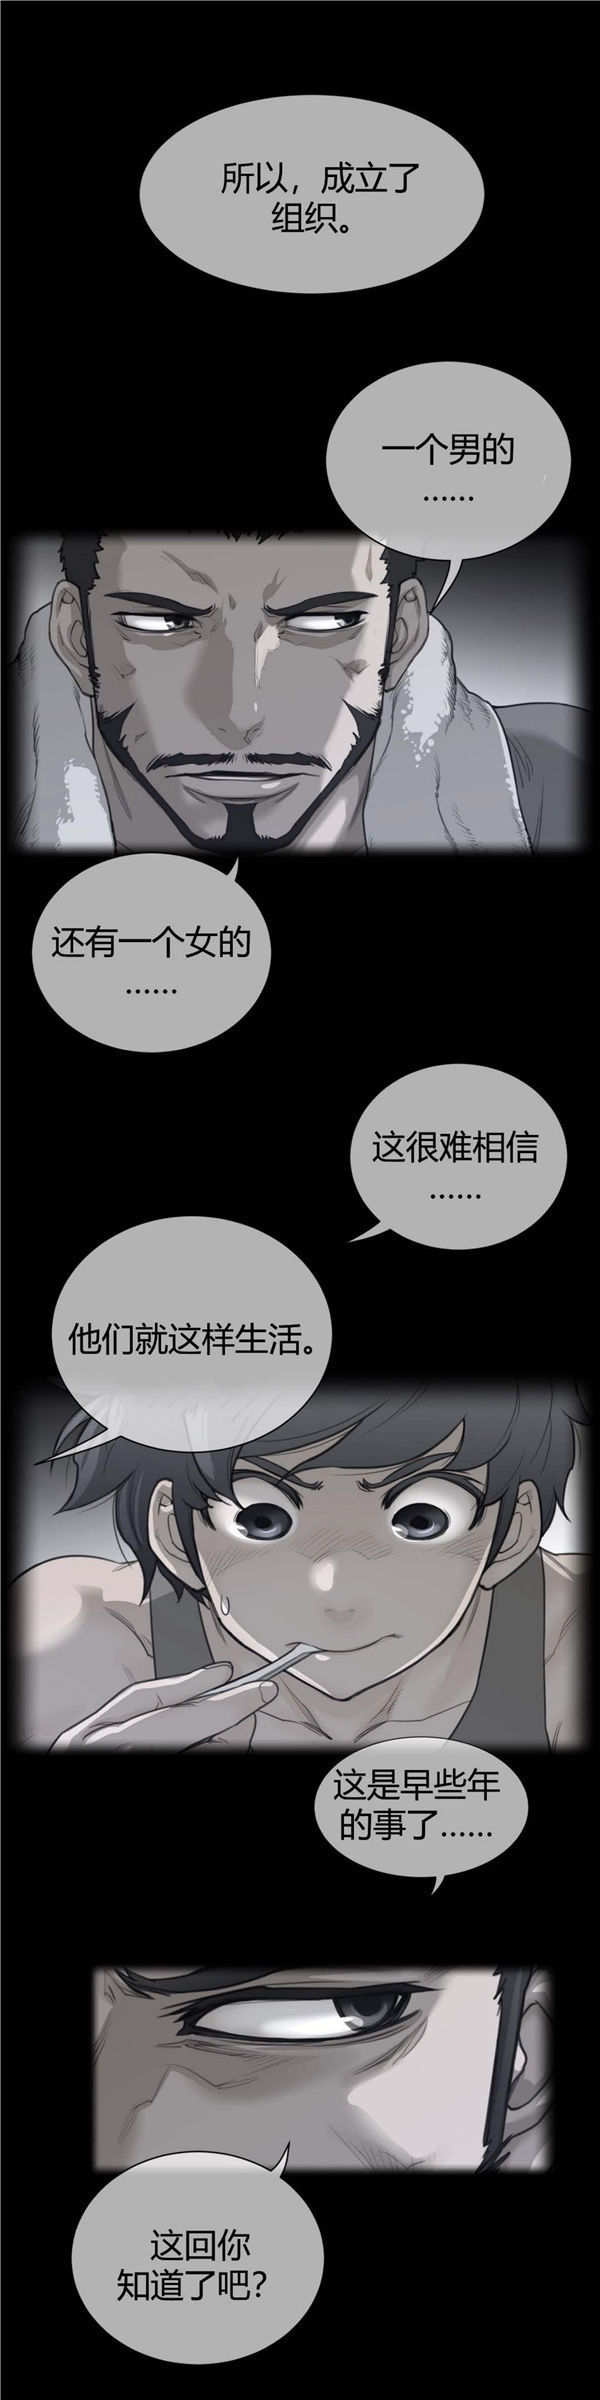 所以，成立了
组织。
一个男的
……
还有一个女的
……
这很难相信
……
他们就这样生活。
这是早些年
的事了……
这回你
知道了吧？